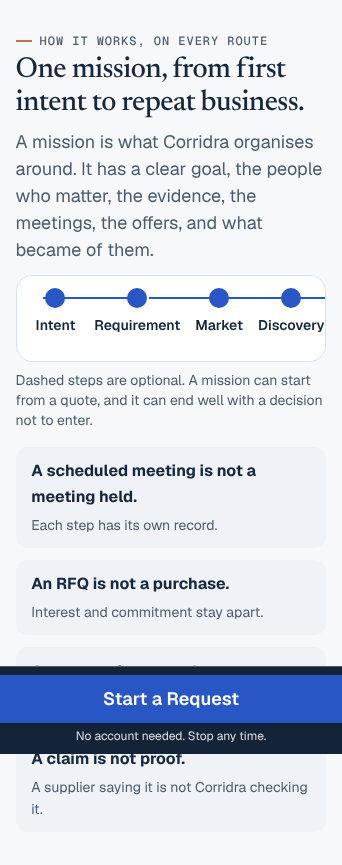 HOW IT WORKS, ON EVERY ROUTE
One mission, from first
intent to repeat business.
A mission is what Corridra organises
around. It has a clear goal, the people
who matter, the evidence, the
meetings, the offers, and what
became of them.
Intent Requirement Market Discovery
Dashed steps are optional. A mission can start
from a quote, and it can end well with a decision
not to enter.
A scheduled meeting is not a
meeting held.
Each step has its own record.
An RFQ is not a purchase.
Interest and commitment stay apart.
Start a Request
No account needed. Stop any time.
A claim is not proof.
A supplier saying it is not Corridra checking
it.